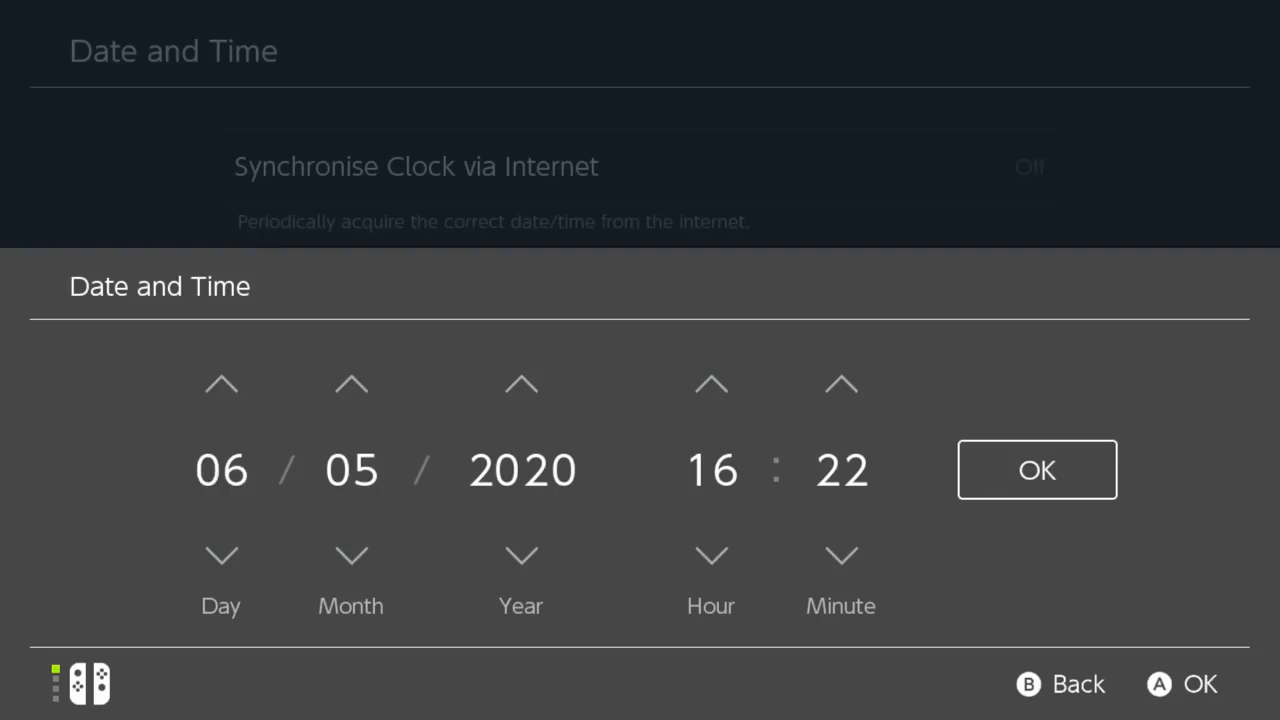 Date and Time
Synchronise Clock via Internet Off
Periodically acquire the correct date/time from the internet.
Date and Time
06 / 05 / 2020 16 : 22 OK
Day Month Year Hour Minute
B Back A OK